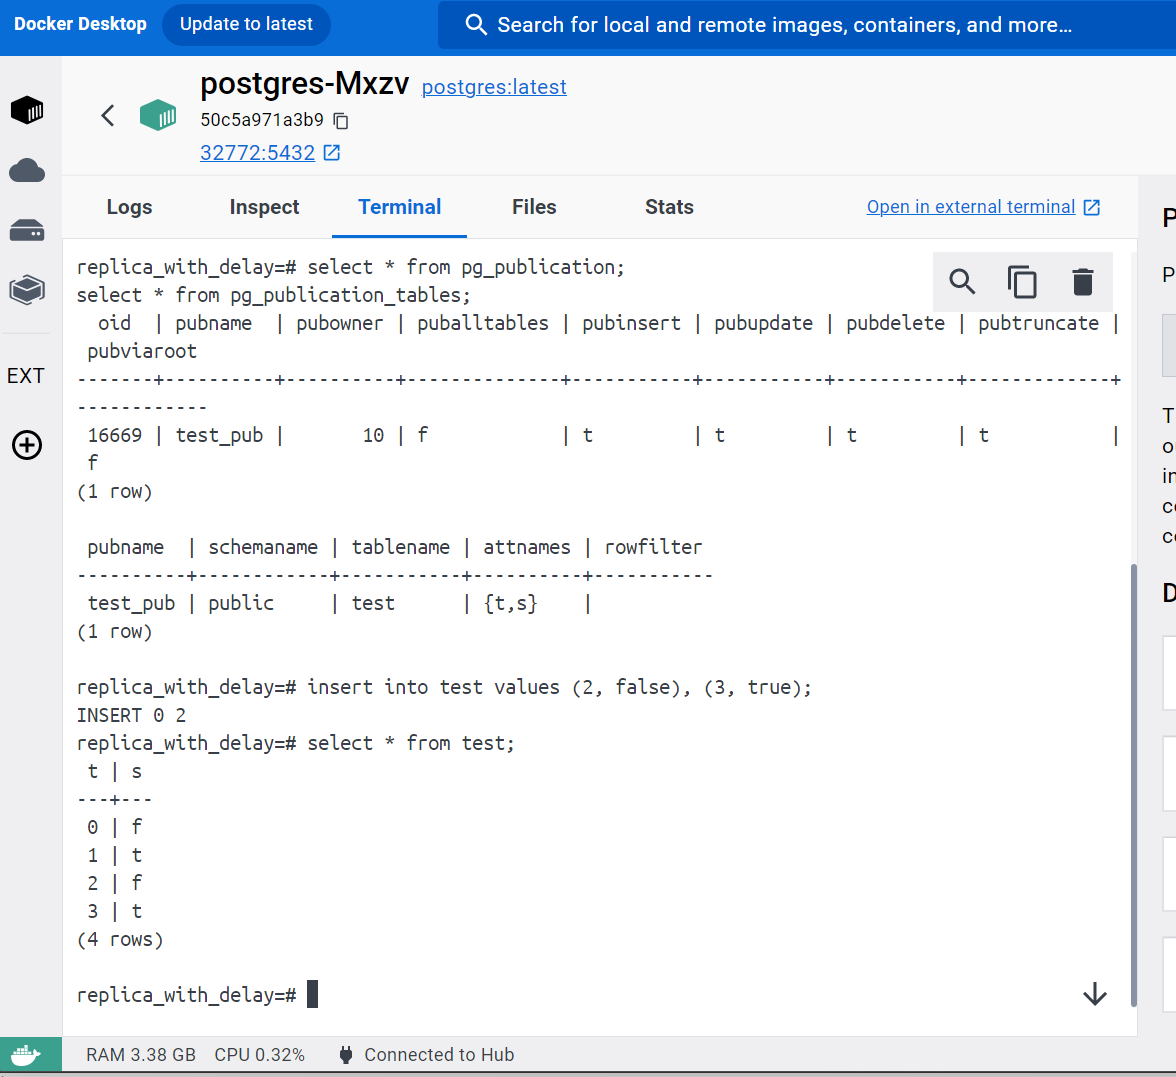 Docker Desktop
Update to latest
Search for local and remote images, containers, and more...
postgres-Mxzv postgres:latest
50c5a971a3b9
32772:5432
Logs Inspect Terminal Files Stats Open in external terminal
replica_with_delay=# select * from pg_publication;
select * from pg_publication_tables;
  oid  | pubname  | pubowner | puballtables | pubinsert | pubupdate | pubdelete | pubtruncate |
 pubviaroot
-------+----------+----------+--------------+-----------+-----------+-----------+-------------+
------------
 16669 | test_pub |       10 | f            | t         | t         | t         | t           |
 f
(1 row)
 pubname  | schemaname | tablename | attnames | rowfilter
----------+------------+-----------+----------+-----------
 test_pub | public     | test      | {t,s}    |
(1 row)
replica_with_delay=# insert into test values (2, false), (3, true);
INSERT 0 2
replica_with_delay=# select * from test;
 t | s
---+---
 0 | f
 1 | t
 2 | f
 3 | t
(4 rows)
replica_with_delay=#
EXT
RAM 3.38 GB CPU 0.32% Connected to Hub